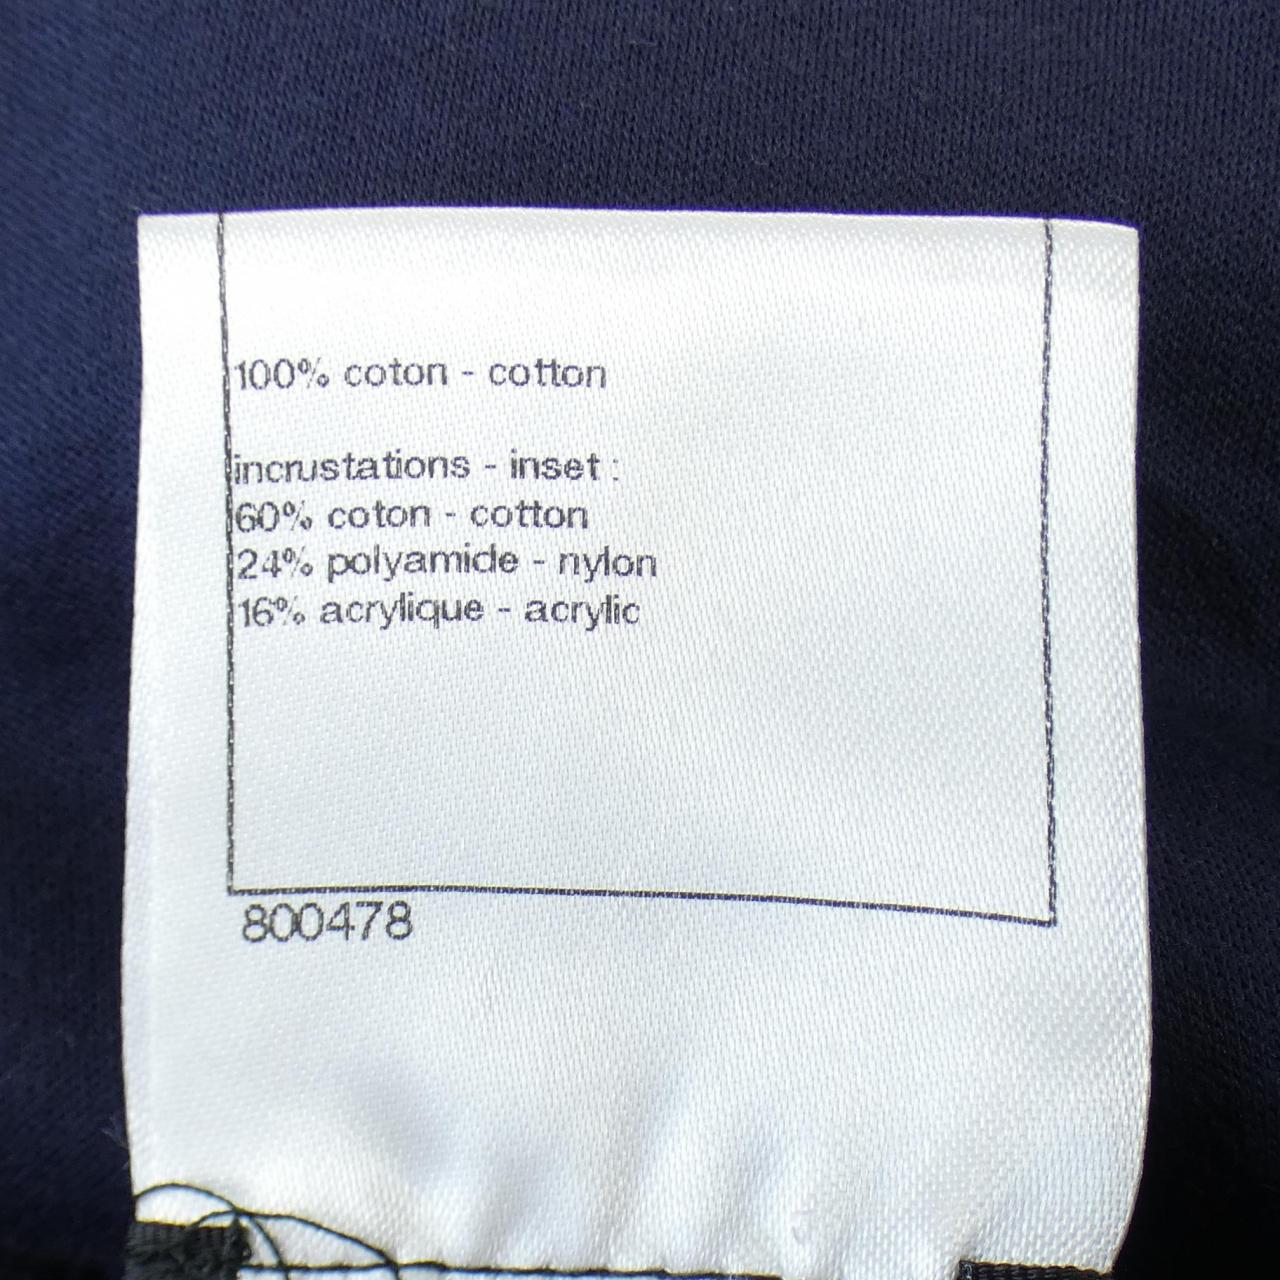 100% coton - cotton
incrustations - inset :
60% coton - cotton
24% polyamide - nylon
16% acrylique - acrylic
800478